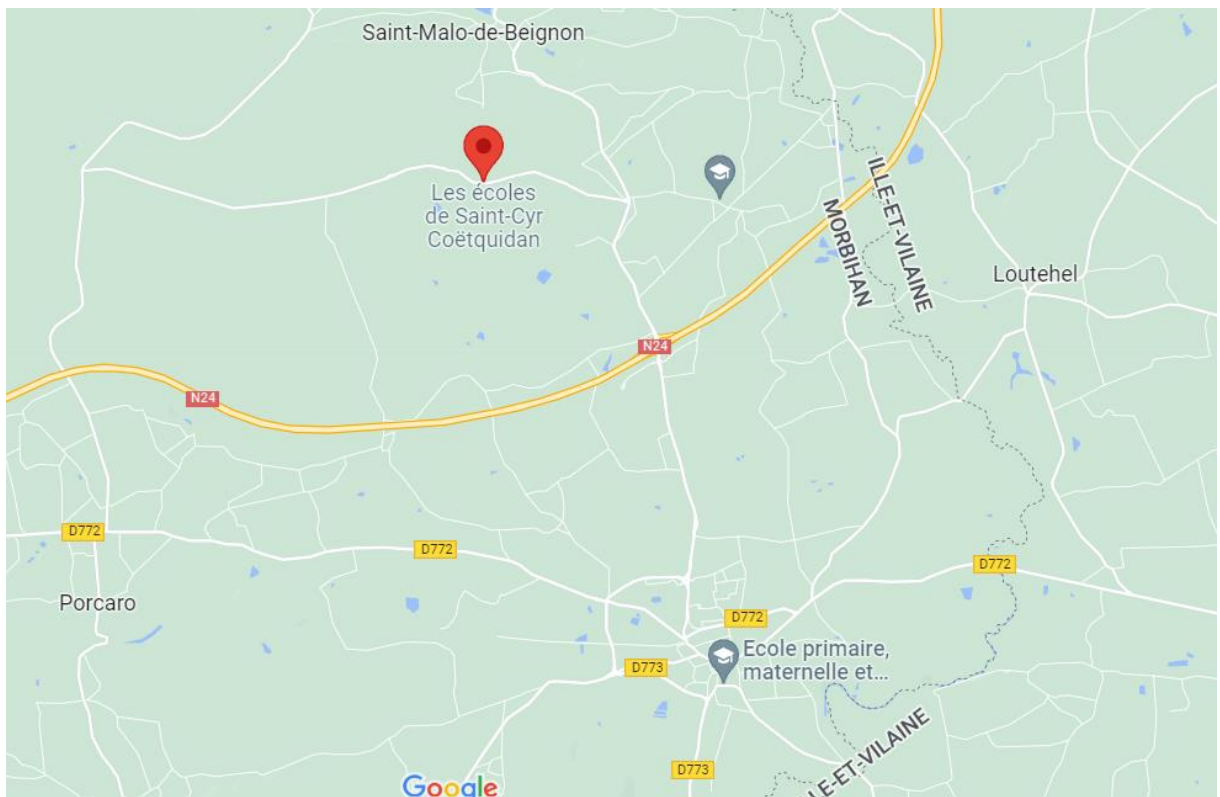 Saint-Malo-de-Beignon
Les écoles
de Saint-Cyr
Coëtquidan
ILLE-ET-VILAINE
MORBIHAN
Loutehel
N24
N24
D772
D772
D772
Porcaro
D772
Ecole primaire,
maternelle et...
D773
LE-ET-VILAINE
D773
Google